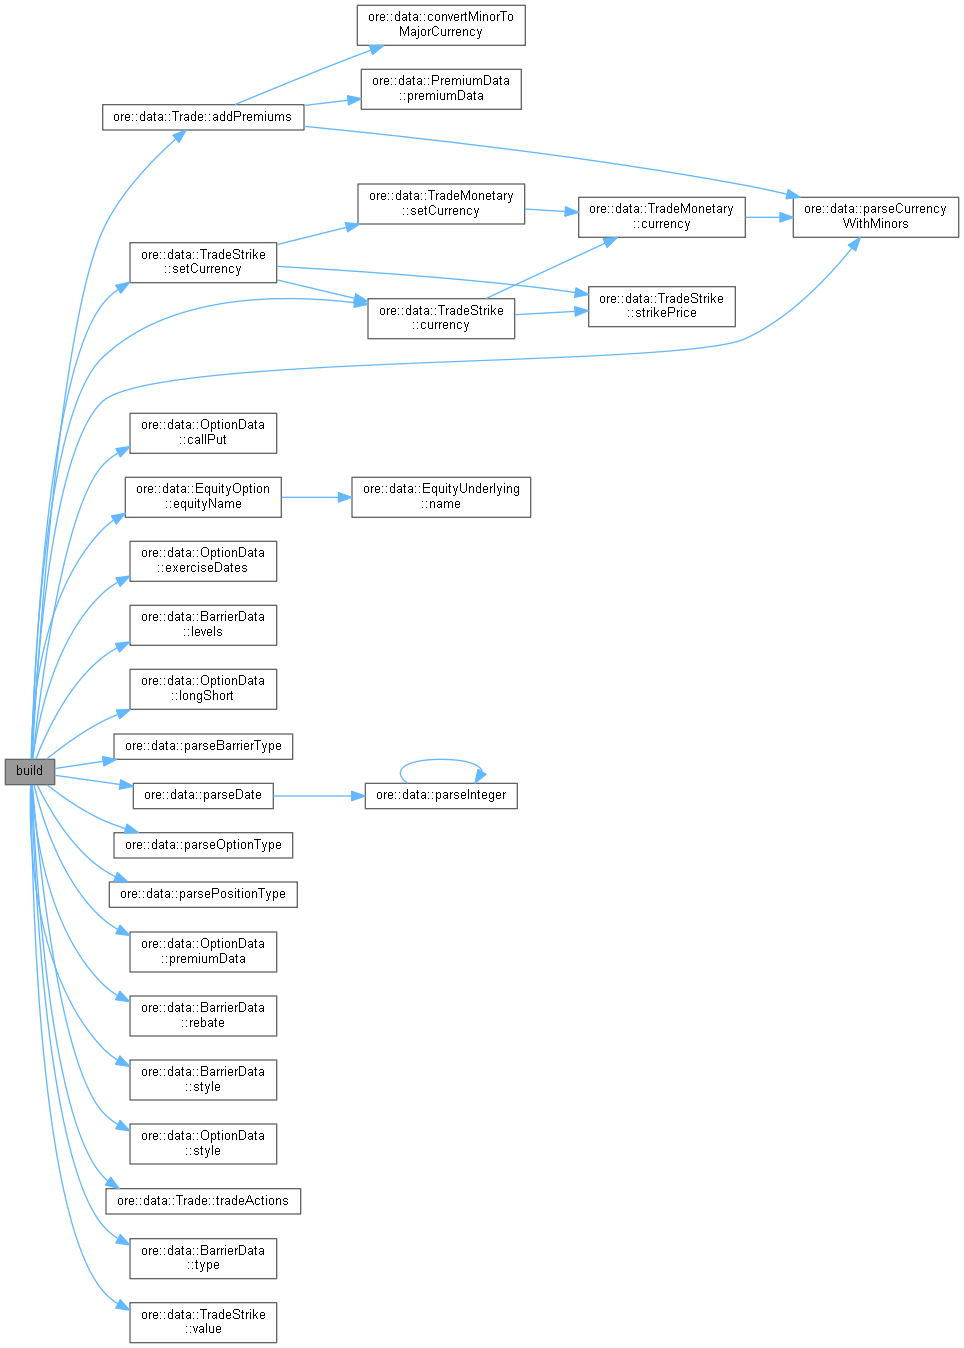 ore::data::convertMinorTo
MajorCurrency
ore::data::PremiumData
::premiumData
ore::data::Trade::addPremiums
ore::data::TradeMonetary
::setCurrency
ore::data::TradeMonetary
::currency
ore::data::parseCurrency
WithMinors
ore::data::TradeStrike
::setCurrency
ore::data::TradeStrike
::strikePrice
ore::data::TradeStrike
::currency
ore::data::OptionData
::callPut
ore::data::EquityOption
::equityName
ore::data::EquityUnderlying
::name
ore::data::OptionData
::exerciseDates
ore::data::BarrierData
::levels
ore::data::OptionData
::longShort
ore::data::parseBarrierType
build
ore::data::parseDate
ore::data::parseInteger
ore::data::parseOptionType
ore::data::parsePositionType
ore::data::OptionData
::premiumData
ore::data::BarrierData
::rebate
ore::data::BarrierData
::style
ore::data::OptionData
::style
ore::data::Trade::tradeActions
ore::data::BarrierData
::type
ore::data::TradeStrike
::value